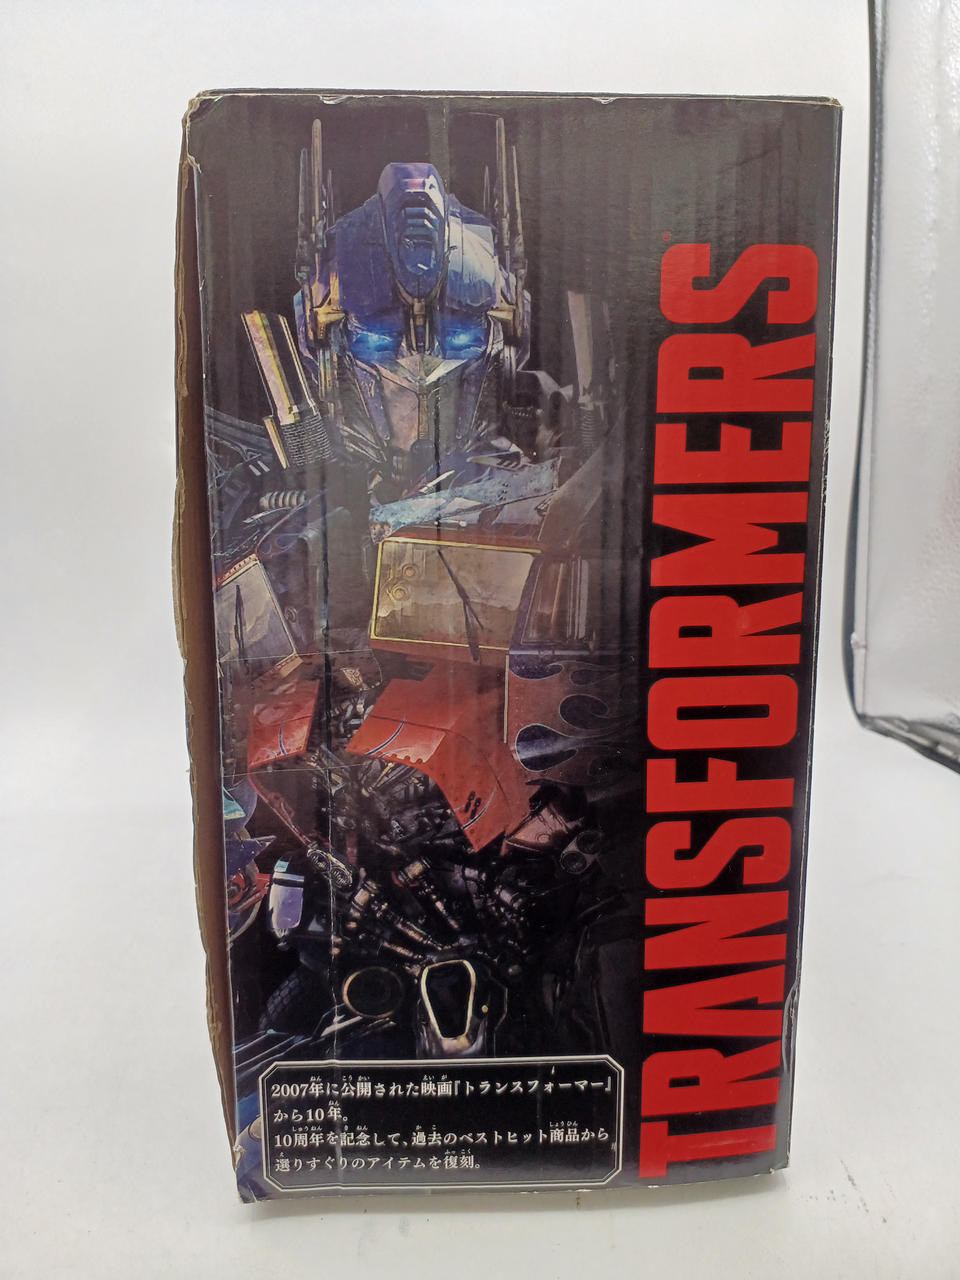 TRANSFORMERS®
2007年に公開された映画『トランスフォーマー』
から10年。
10周年を記念して、過去のベストヒット商品から
選りすぐりのアイテムを復刻。